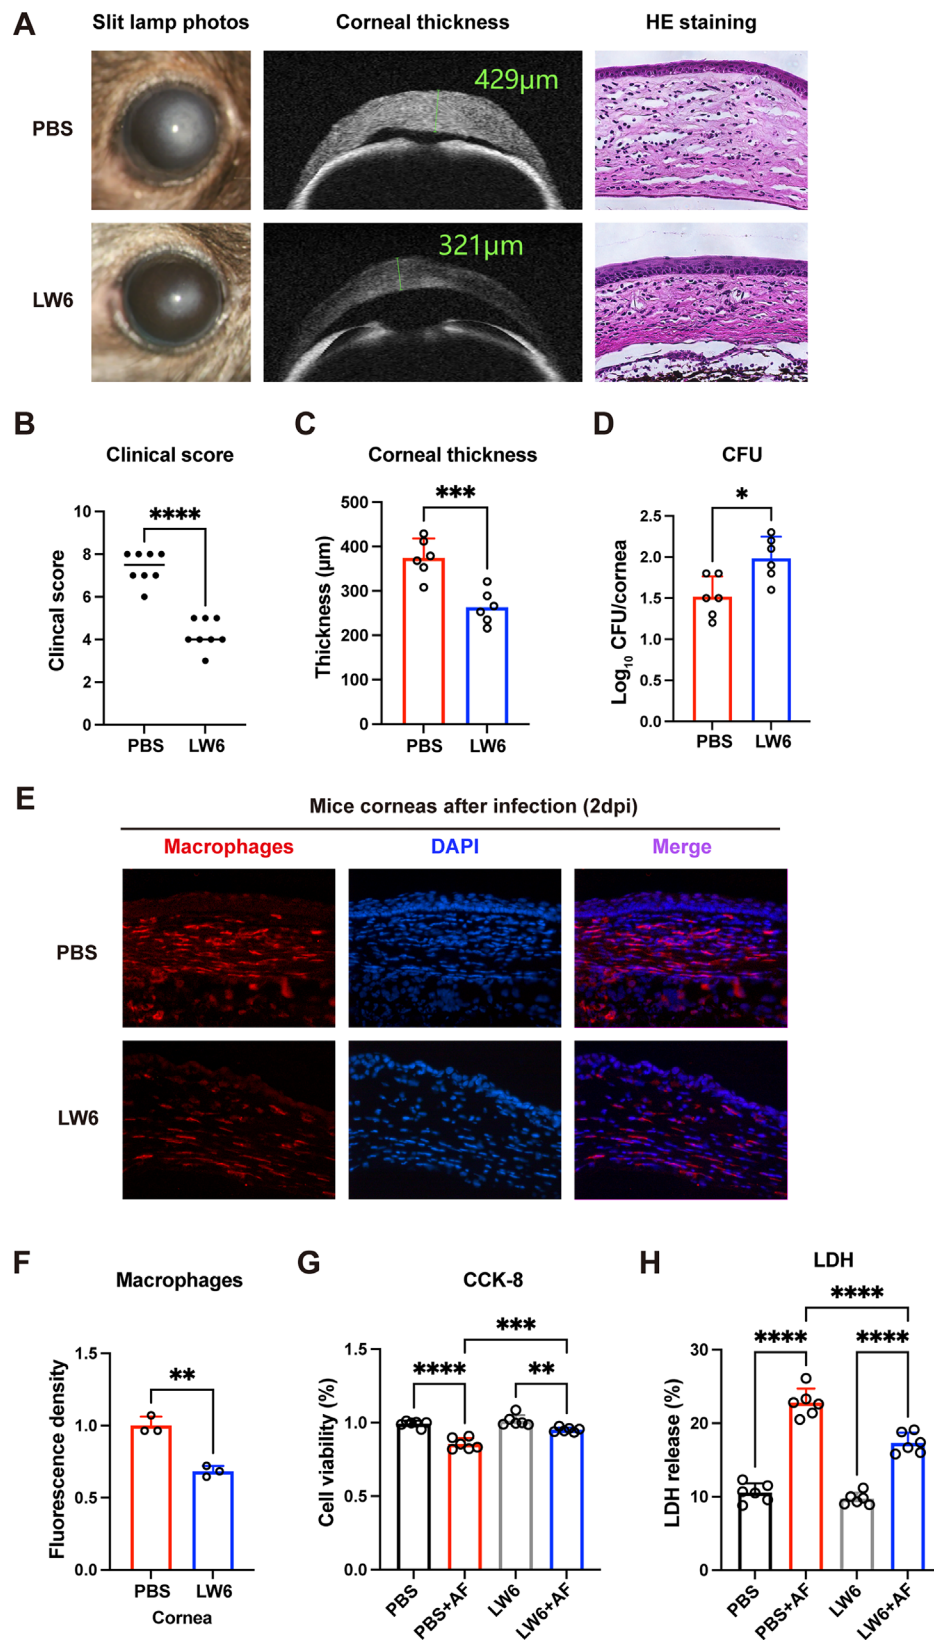 A
Slit lamp photos
Corneal thickness
HE staining
PBS
429μm
LW6
321μm
B
Clinical score
****
Clincal score
10
8
6
4
2
0
PBS LW6
C
Corneal thickness
***
Thickness (μm)
500
400
300
200
100
0
PBS LW6
D
CFU
*
Log10 CFU/cornea
2.5
2.0
1.5
1.0
0.5
0.0
PBS LW6
E
Mice corneas after infection (2dpi)
Macrophages DAPI Merge
PBS
LW6
F
Macrophages
**
Fluorescence density
1.5
1.0
0.5
0.0
PBS LW6
Cornea
G
CCK-8
***
**** **
Cell viability (%)
1.5
1.0
0.5
0.0
PBS PBS+AF LW6 LW6+AF
H
LDH
****
**** ****
LDH release (%)
30
20
10
0
PBS PBS+AF LW6 LW6+AF